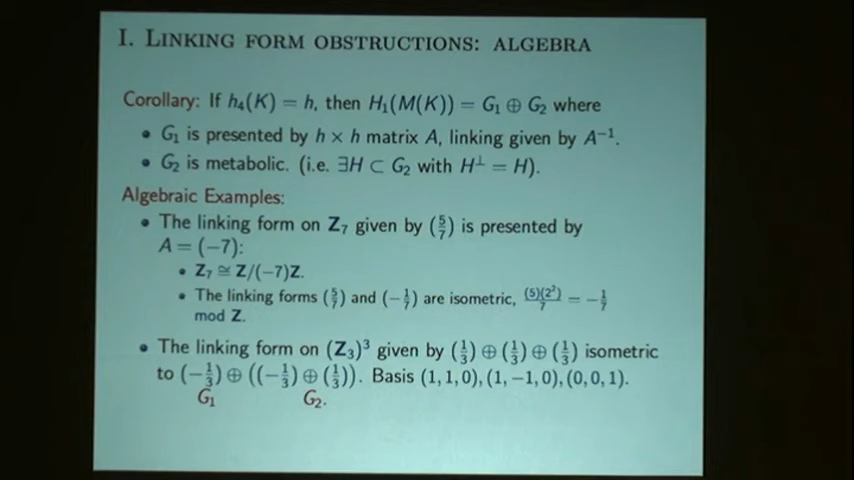 I. LINKING FORM OBSTRUCTIONS: ALGEBRA
Corollary: If h₄(K) = h, then H₁(M(K)) = G₁ ⊕ G₂ where
• G₁ is presented by h × h matrix A, linking given by A⁻¹.
• G₂ is metabolic. (i.e. ∃H ⊂ G₂ with H⊥ = H).
Algebraic Examples:
• The linking form on Z₇ given by (5/7) is presented by
A = (−7):
• Z₇ ≅ Z/(−7)Z.
• The linking forms (5/7) and (−1/7) are isometric, (5)(2²)/7 = −1/7
mod Z.
• The linking form on (Z₃)³ given by (1/3) ⊕ (1/3) ⊕ (1/3) isometric
to (−1/3) ⊕ ((−1/3) ⊕ (1/3)). Basis (1, 1, 0), (1, −1, 0), (0, 0, 1).
G₁ G₂.